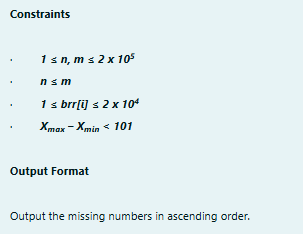 Constraints
· 1 ≤ n, m ≤ 2 x 10⁵
· n ≤ m
· 1 ≤ brr[i] ≤ 2 x 10⁴
· Xmax - Xmin < 101
Output Format
Output the missing numbers in ascending order.